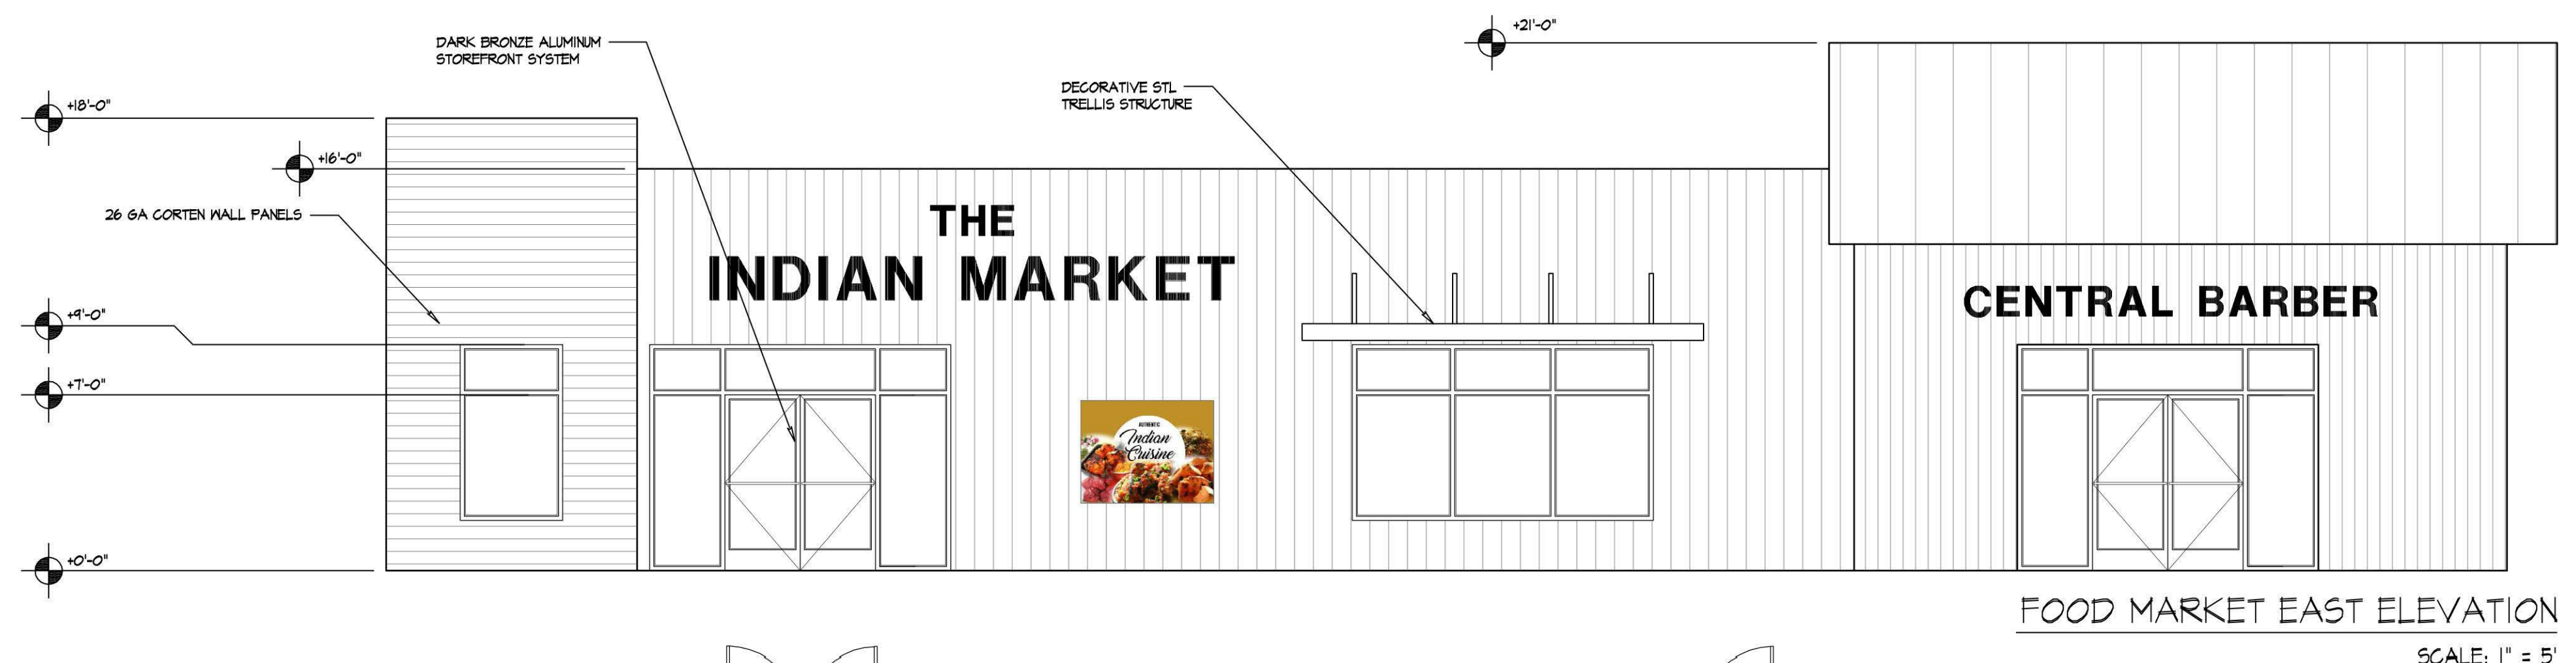 +21'-0"
DARK BRONZE ALUMINUM
STOREFRONT SYSTEM
DECORATIVE STL
TRELLIS STRUCTURE
+18'-0"
+16'-0"
26 GA CORTEN WALL PANELS
THE
INDIAN MARKET
CENTRAL BARBER
+9'-0"
+7'-0"
AUTHENTIC
Indian
Cuisine
+0'-0"
FOOD MARKET EAST ELEVATION
SCALE: 1" = 5'